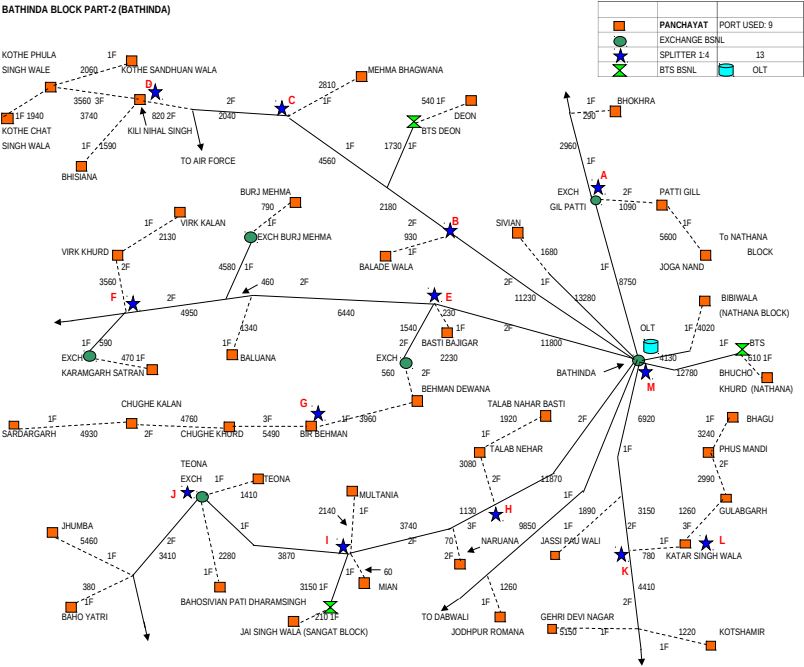 BATHINDA BLOCK PART-2 (BATHINDA)
PANCHAYAT PORT USED: 9
EXCHANGE BSNL
SPLITTER 1:4 13
BTS BSNL OLT
KOTHE PHULA
SINGH WALE
1F
2060
KOTHE SANDHUAN WALA
D
3560 3F
3740
820 2F
1F 1940
KOTHE CHAT
SINGH WALA
1F 1590
KILI NIHAL SINGH
BHISIANA
2F
2040
TO AIR FORCE
C
2810
1F
MEHMA BHAGWANA
4560
540 1F
DEON
BTS DEON
1730 1F
1F
2180
1F
290
BHOKHRA
2960
1F
A
EXCH
GIL PATTI
2F
1090
PATTI GILL
1F
5600
JOGA NAND
To NATHANA
BLOCK
1F
8750
BURJ MEHMA
790
1F
EXCH BURJ MEHMA
VIRK KALAN
1F
2130
VIRK KHURD
2F
3560
F
4580 1F
460 2F
2F
4950
6440
1340
1F
BALUANA
1F 590
EXCH
KARAMGARH SATRAN
470 1F
B
2F
930
1F
BALADE WALA
SIVIAN
1680
1F
2F
11230
13280
E
230
1F
BASTI BAJIGAR
1540
2F
11800
EXCH
560
2F
2230
BEHMAN DEWANA
OLT
BATHINDA
M
BIBIWALA
(NATHANA BLOCK)
1F
4020
4130
12780
1F
BTS
510 1F
BHUCHO
KHURD (NATHANA)
CHUGHE KALAN
1F
SARDARGARH
4930
4760
2F
CHUGHE KHURD
3F
5490
G
BIR BEHMAN
1F
3960
TALAB NAHAR BASTI
1920
1F
TALAB NEHAR
3080
2F
2F
11870
1F
6920
1F
BHAGU
1F
3240
PHUS MANDI
2F
2990
GULABGARH
1260
3F
L
KATAR SINGH WALA
TEONA
EXCH
J
1F
1410
TEONA
1F
3870
MULTANIA
2140
1F
I
3740
2F
H
1130
70
3F
NARUANA
9850
1F
1890
JASSI PAU WALI
3150
2F
780
K
4410
2F
JHUMBA
5460
1F
2F
3410
2280
1F
380
1F
BAHO YATRI
BAHOSIVIAN PATI DHARAMSINGH
60
1F
MIAN
3150 1F
210 1F
JAI SINGH WALA (SANGAT BLOCK)
TO DABWALI
1260
1F
JODHPUR ROMANA
GEHRI DEVI NAGAR
5150
1F
1220
1F
KOTSHAMIR